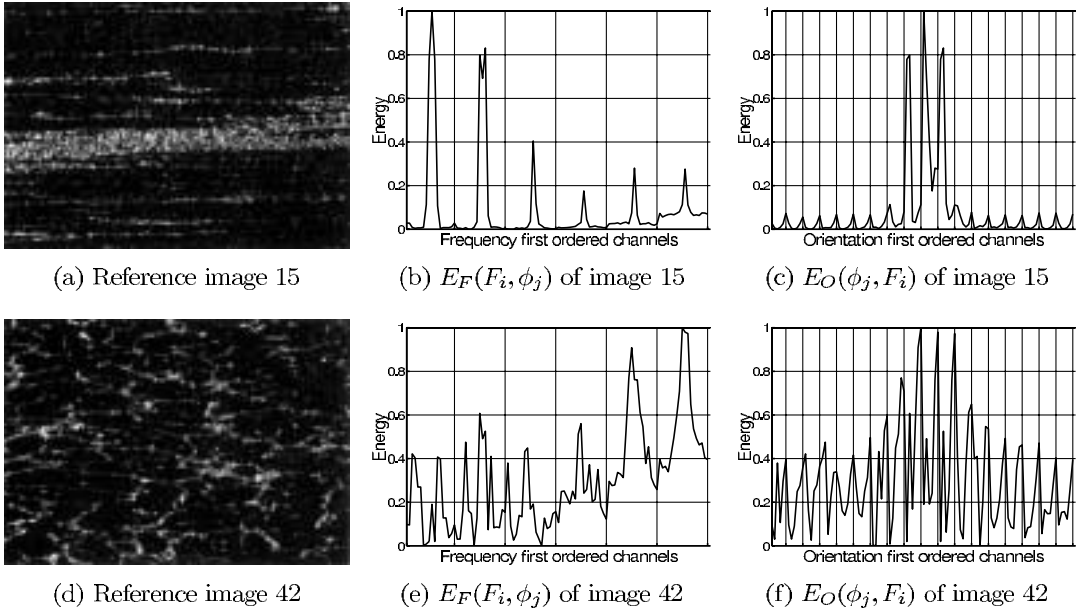 1
0.8
0.6
0.4
0.2
0
Energy
Frequency first ordered channels
1
0.8
0.6
0.4
0.2
0
Energy
Orientation first ordered channels
(a) Reference image 15
(b) E_F(F_i, ϕ_j) of image 15
(c) E_O(ϕ_j, F_i) of image 15
1
0.8
0.6
0.4
0.2
0
Energy
Frequency first ordered channels
1
0.8
0.6
0.4
0.2
0
Energy
Orientation first ordered channels
(d) Reference image 42
(e) E_F(F_i, ϕ_j) of image 42
(f) E_O(ϕ_j, F_i) of image 42